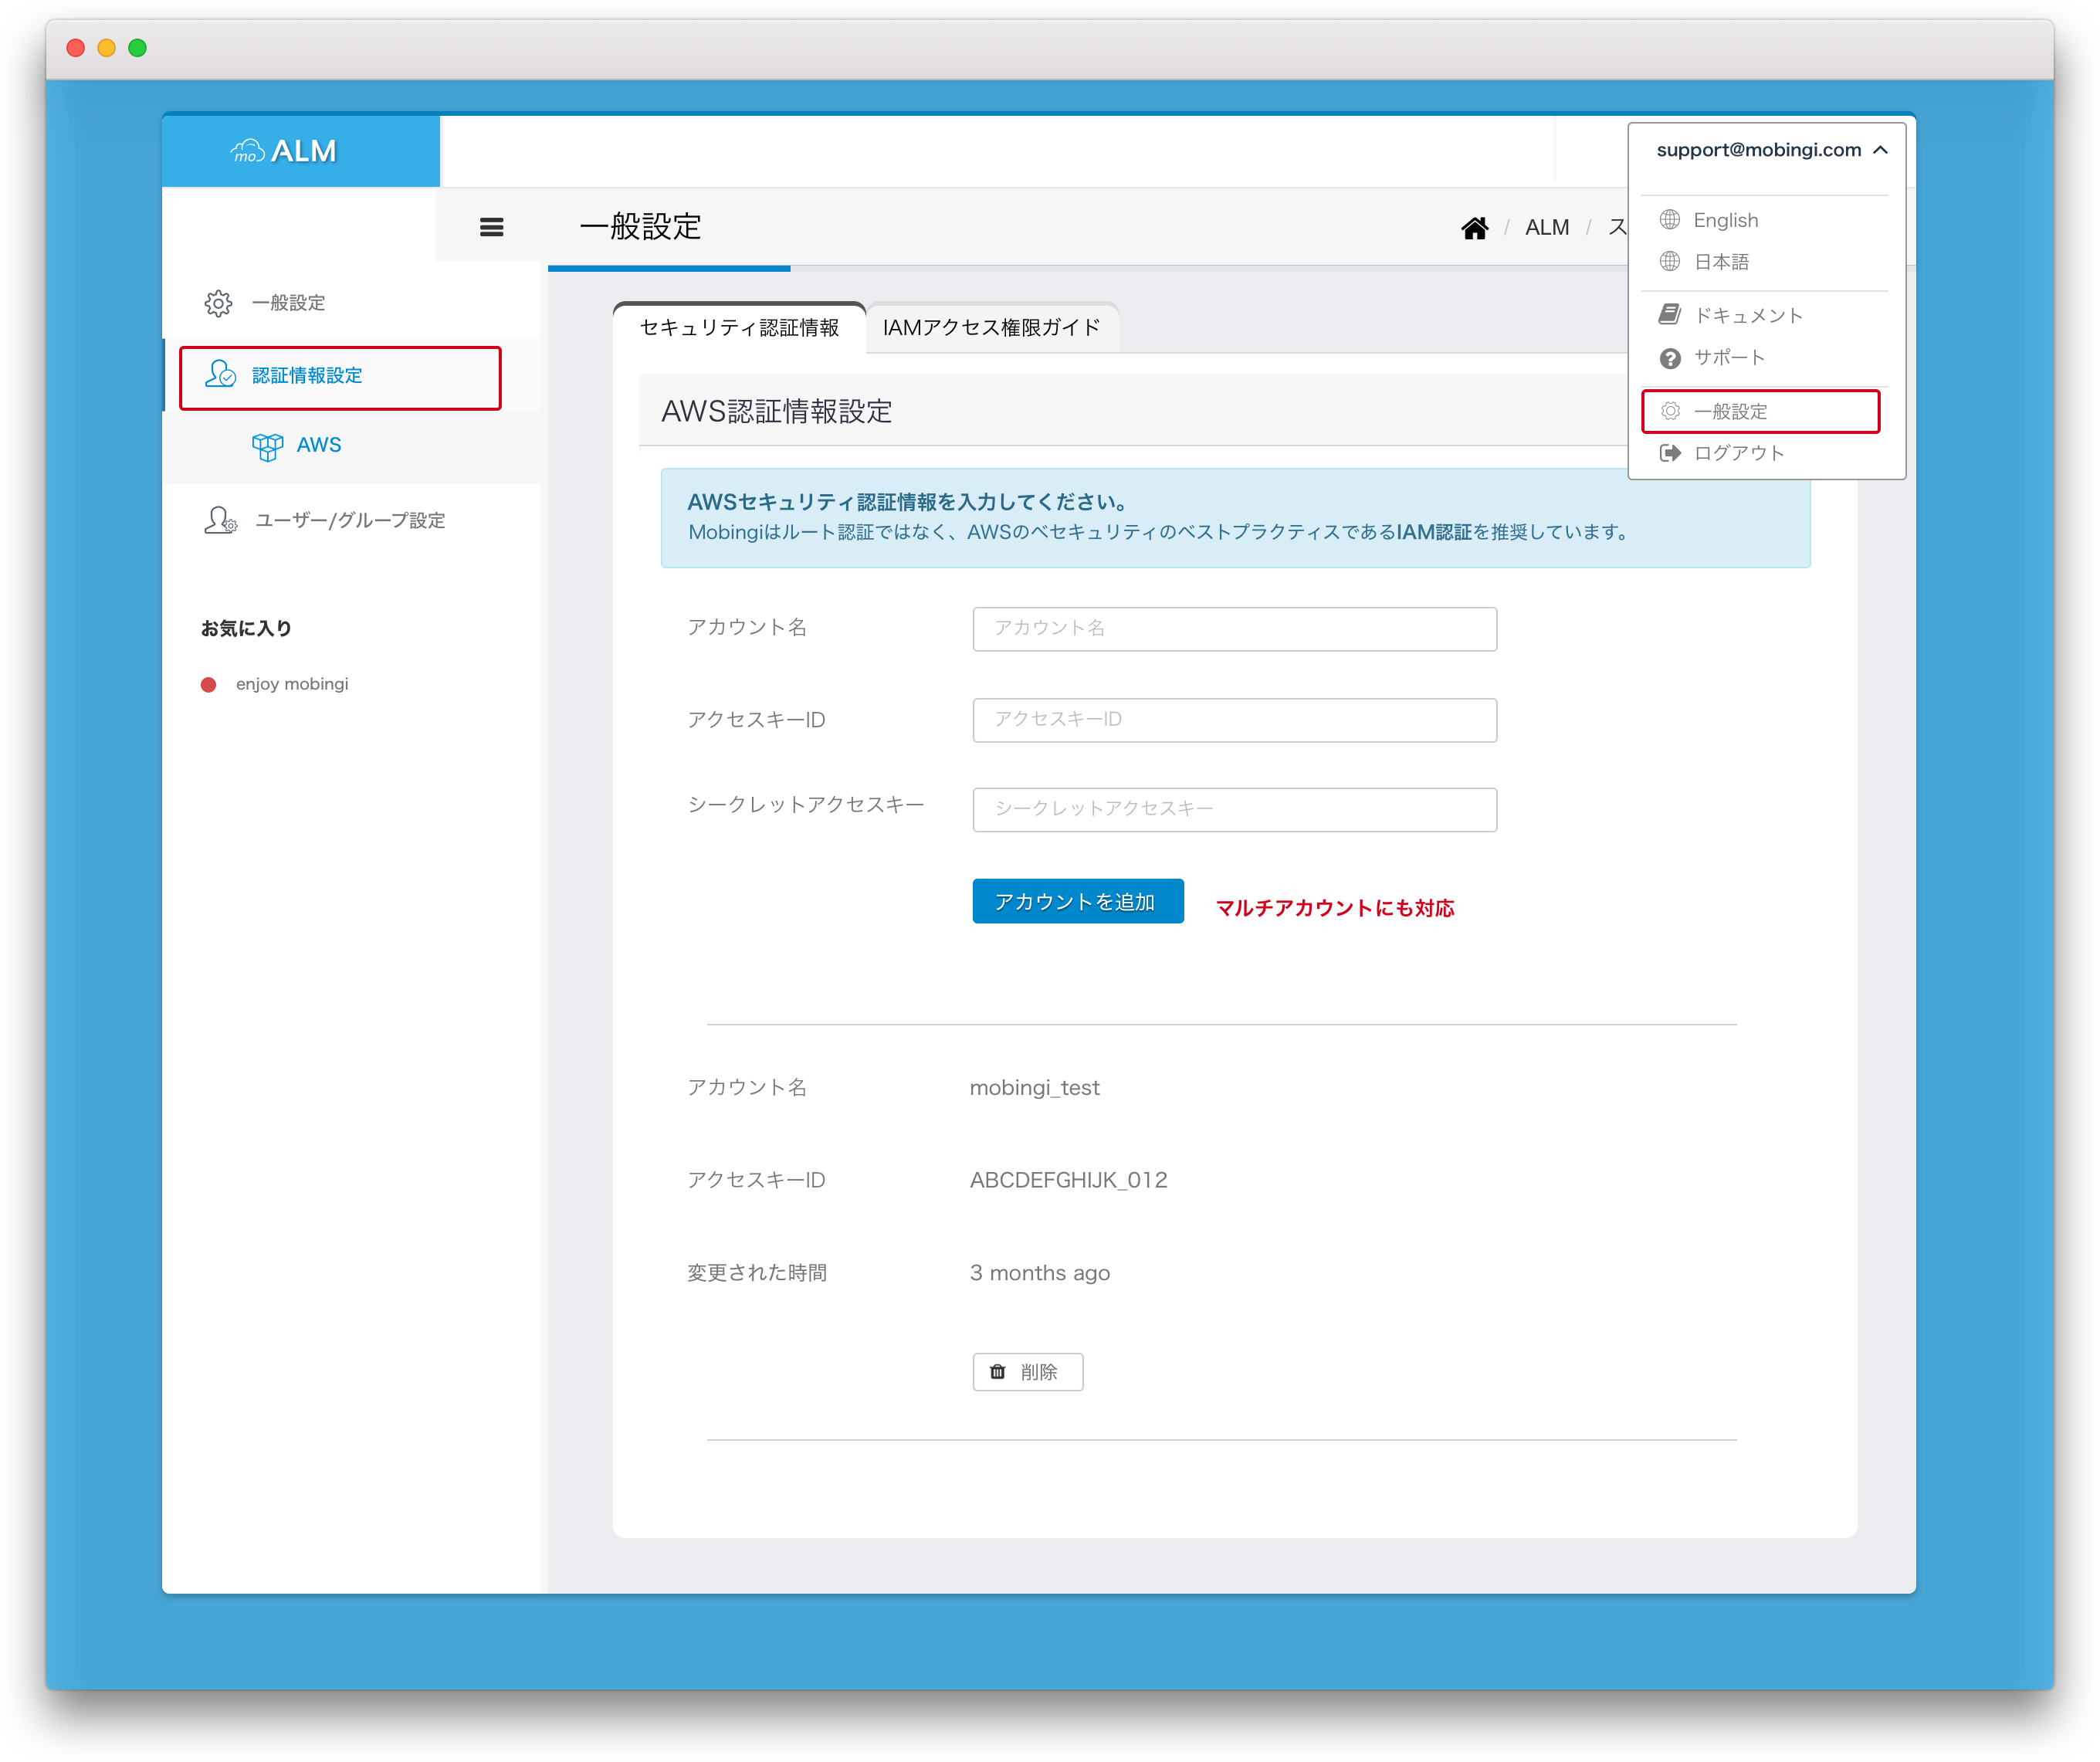 mo ALM
support@mobingi.com
一般設定
/ ALM / ス
English
日本語
ドキュメント
サポート
一般設定
ログアウト
一般設定
認証情報設定
AWS
ユーザー/グループ設定
お気に入り
enjoy mobingi
セキュリティ認証情報
IAMアクセス権限ガイド
AWS認証情報設定
AWSセキュリティ認証情報を入力してください。
Mobingiはルート認証ではなく、AWSのベセキュリティのベストプラクティスであるIAM認証を推奨しています。
アカウント名 アカウント名
アクセスキーID アクセスキーID
シークレットアクセスキー シークレットアクセスキー
アカウントを追加 マルチアカウントにも対応
アカウント名 mobingi_test
アクセスキーID ABCDEFGHIJK_012
変更された時間 3 months ago
削除